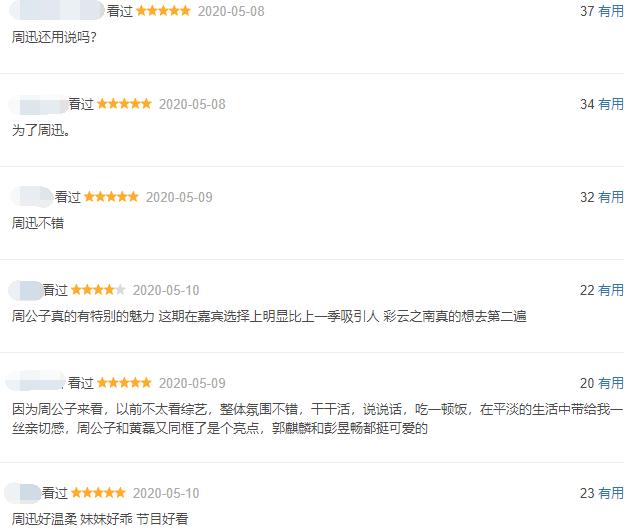 看过 ★★★★★ 2020-05-08 37 有用
周迅还用说吗?
看过 ★★★★★ 2020-05-08 34 有用
为了周迅。
看过 ★★★★★ 2020-05-09 32 有用
周迅不错
看过 ★★★★★ 2020-05-10 22 有用
周公子真的有特别的魅力 这期在嘉宾选择上明显比上一季吸引人 彩云之南真的想去第二遍
看过 ★★★★★ 2020-05-09 20 有用
因为周公子来看，以前不太看综艺，整体氛围不错，干干活，说说话，吃一顿饭，在平淡的生活中带给我一
丝亲切感，周公子和黄磊又同框了是个亮点，郭麒麟和彭昱畅都挺可爱的
看过 ★★★★★ 2020-05-10 23 有用
周迅好温柔 妹妹好乖 节目好看